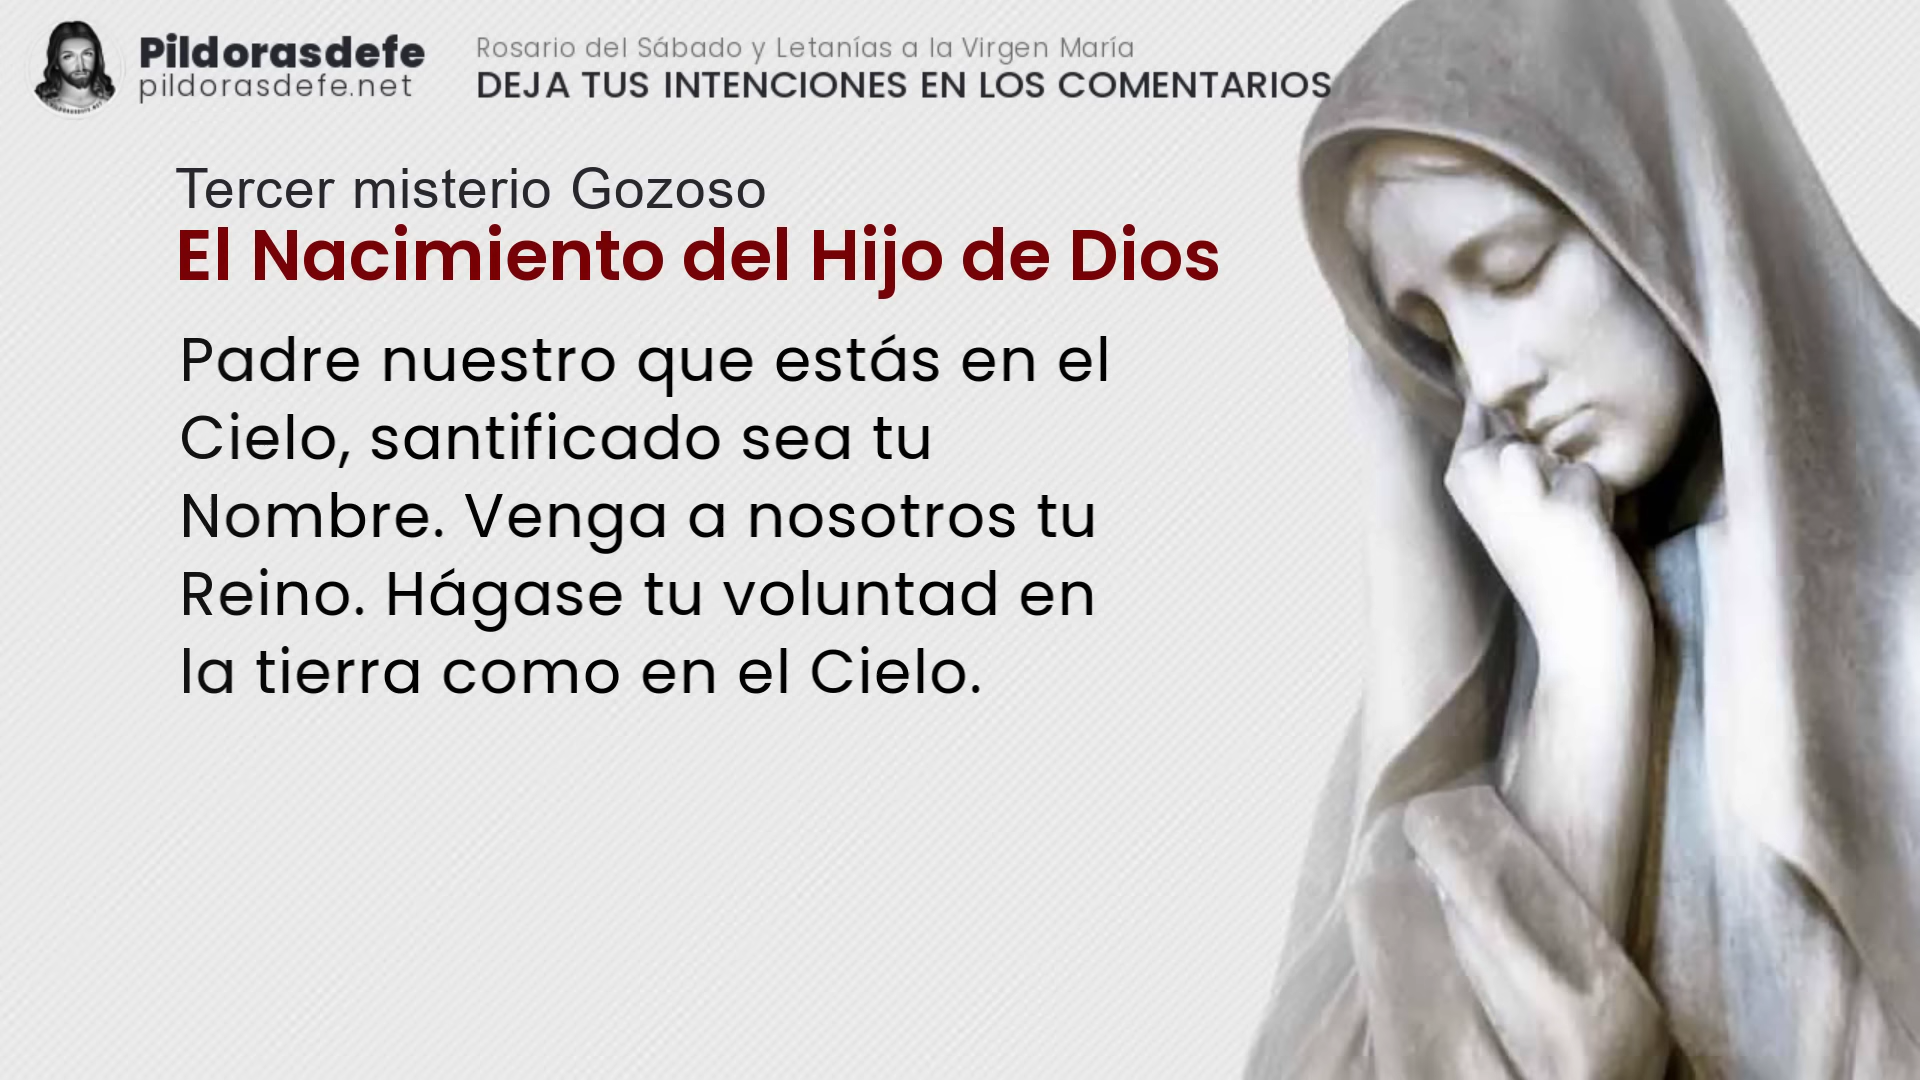 Pildorasdefe
pildorasdefe.net
Rosario del Sábado y Letanías a la Virgen María
DEJA TUS INTENCIONES EN LOS COMENTARIOS
Tercer misterio Gozoso
El Nacimiento del Hijo de Dios
Padre nuestro que estás en el
Cielo, santificado sea tu
Nombre. Venga a nosotros tu
Reino. Hágase tu voluntad en
la tierra como en el Cielo.